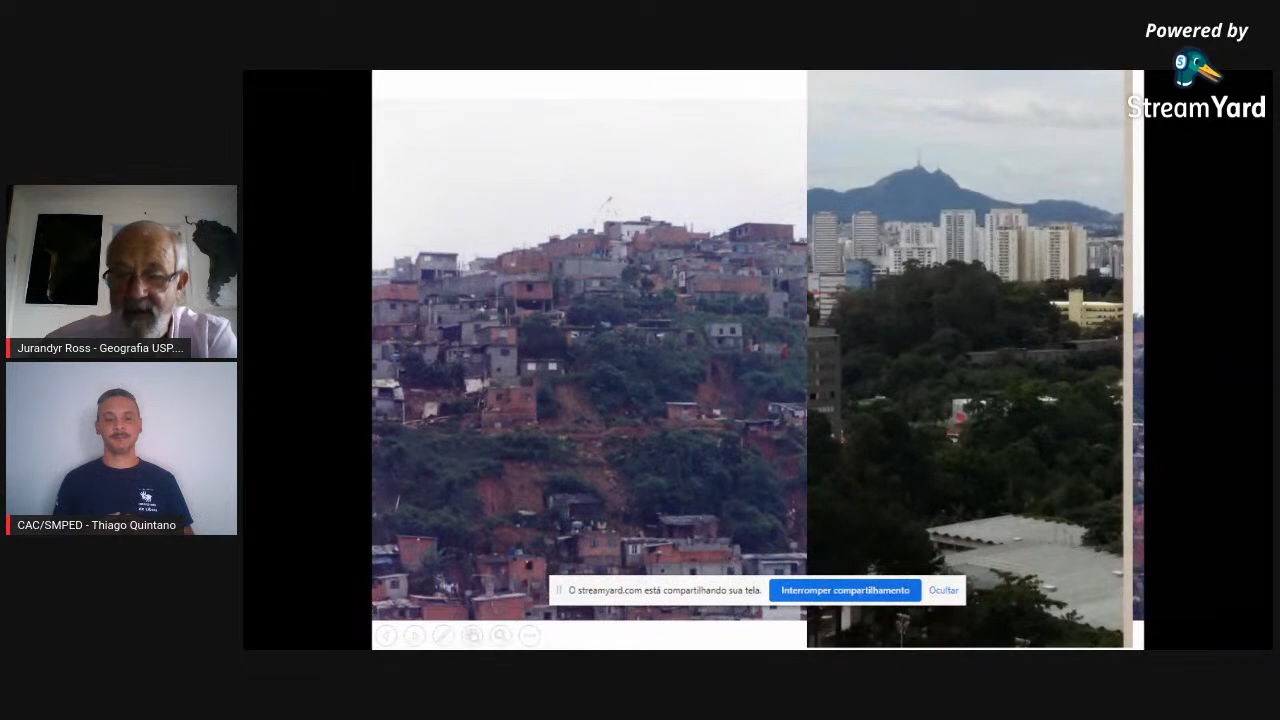 Powered by
StreamYard
Jurandyr Ross - Geografia USP....
CAC/SMPED - Thiago Quintano
O streamyard.com está compartilhando sua tela.
Interromper compartilhamento
Ocultar